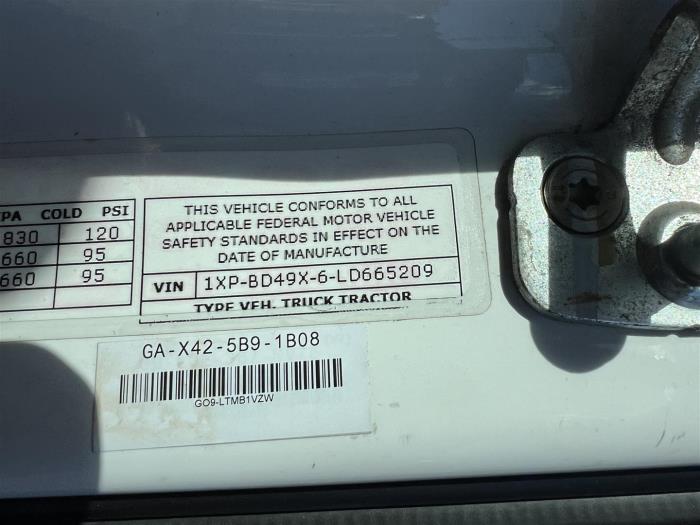 PA COLD PSI
830 120
660 95
660 95
THIS VEHICLE CONFORMS TO ALL
APPLICABLE FEDERAL MOTOR VEHICLE
SAFETY STANDARDS IN EFFECT ON THE
DATE OF MANUFACTURE
VIN 1XP-BD49X-6-LD665209
TYPE VEH. TRUCK TRACTOR
GA-X42-5B9-1B08
GO9-LTMB1VZW